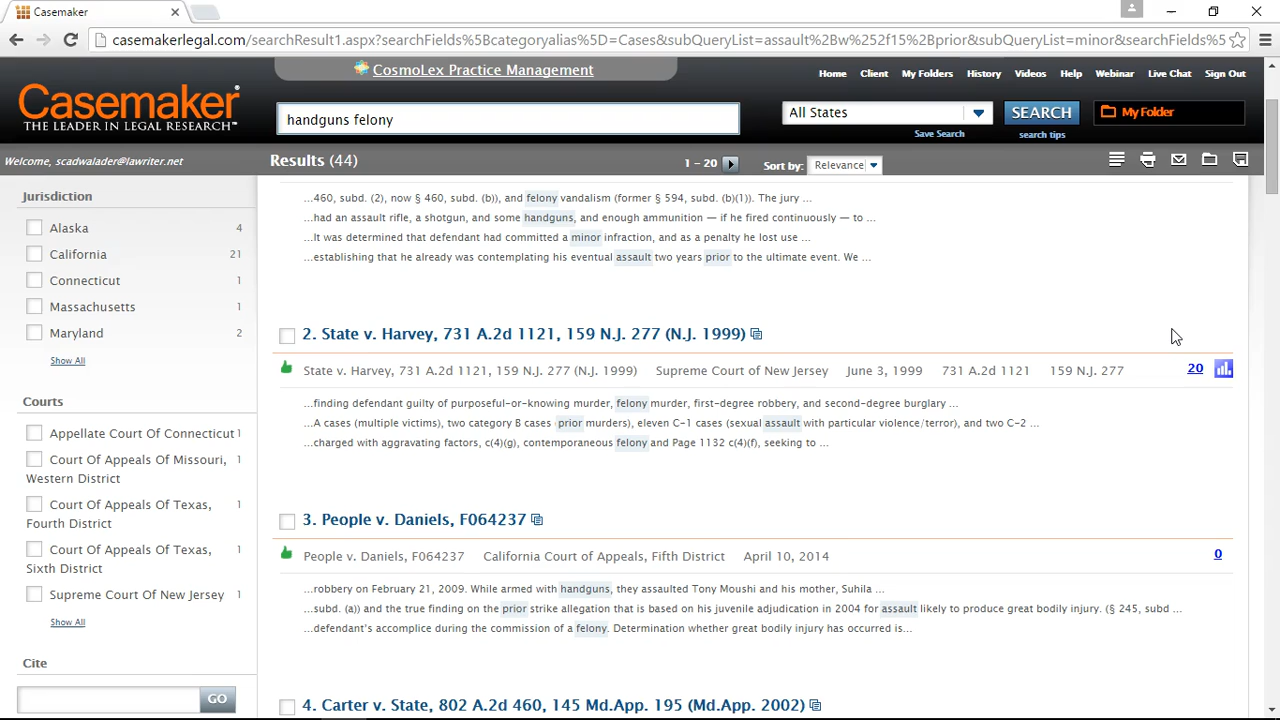 Casemaker
casemakerlegal.com/searchResult1.aspx?searchFields%5Bcategoryalias%5D=Cases&subQueryList=assault%2Bw%252f15%2Bprior&subQueryList=minor&searchFields%5
CosmoLex Practice Management
Home Client My Folders History Videos Help Webinar Live Chat Sign Out
Casemaker
THE LEADER IN LEGAL RESEARCH™
handguns felony
All States
SEARCH
My Folder
Save Search
search tips
Welcome, scadwalader@lawriter.net
Results (44)
1 – 20
Sort by: Relevance
Jurisdiction
Alaska 4
California 21
Connecticut 1
Massachusetts 1
Maryland 2
Show All
Courts
Appellate Court Of Connecticut 1
Court Of Appeals Of Missouri, 1
Western District
Court Of Appeals Of Texas, 1
Fourth District
Court Of Appeals Of Texas, 1
Sixth District
Supreme Court Of New Jersey 1
Show All
Cite
GO
...460, subd. (2), now § 460, subd. (b)), and felony vandalism (former § 594, subd. (b)(1)). The jury ...
...had an assault rifle, a shotgun, and some handguns, and enough ammunition — if he fired continuously — to ...
...It was determined that defendant had committed a minor infraction, and as a penalty he lost use ...
...establishing that he already was contemplating his eventual assault two years prior to the ultimate event. We ...
2. State v. Harvey, 731 A.2d 1121, 159 N.J. 277 (N.J. 1999)
State v. Harvey, 731 A.2d 1121, 159 N.J. 277 (N.J. 1999) Supreme Court of New Jersey June 3, 1999 731 A.2d 1121 159 N.J. 277 20
...finding defendant guilty of purposeful-or-knowing murder, felony murder, first-degree robbery, and second-degree burglary ...
...A cases (multiple victims), two category B cases (prior murders), eleven C-1 cases (sexual assault with particular violence/terror), and two C-2 ...
...charged with aggravating factors, c(4)(g), contemporaneous felony and Page 1132 c(4)(f), seeking to ...
3. People v. Daniels, F064237
People v. Daniels, F064237 California Court of Appeals, Fifth District April 10, 2014 0
...robbery on February 21, 2009. While armed with handguns, they assaulted Tony Moushi and his mother, Suhila ...
...subd. (a)) and the true finding on the prior strike allegation that is based on his juvenile adjudication in 2004 for assault likely to produce great bodily injury. (§ 245, subd ...
...defendant's accomplice during the commission of a felony. Determination whether great bodily injury has occurred is...
4. Carter v. State, 802 A.2d 460, 145 Md.App. 195 (Md.App. 2002)